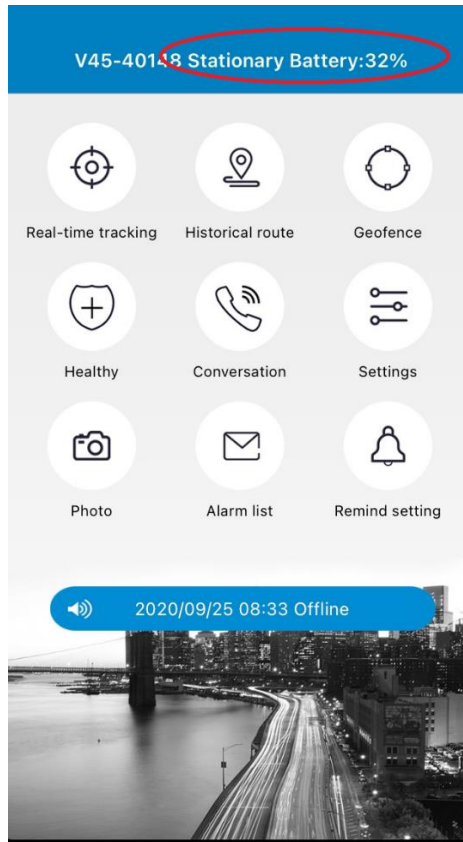 V45-40148 Stationary Battery:32%
Real-time tracking Historical route Geofence
Healthy Conversation Settings
Photo Alarm list Remind setting
2020/09/25 08:33 Offline